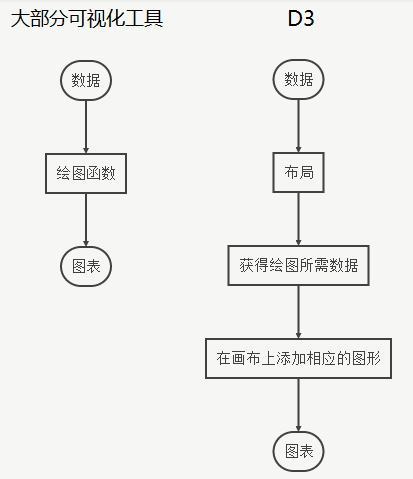 大部分可视化工具
数据
绘图函数
图表
D3
数据
布局
获得绘图所需数据
在画布上添加相应的图形
图表